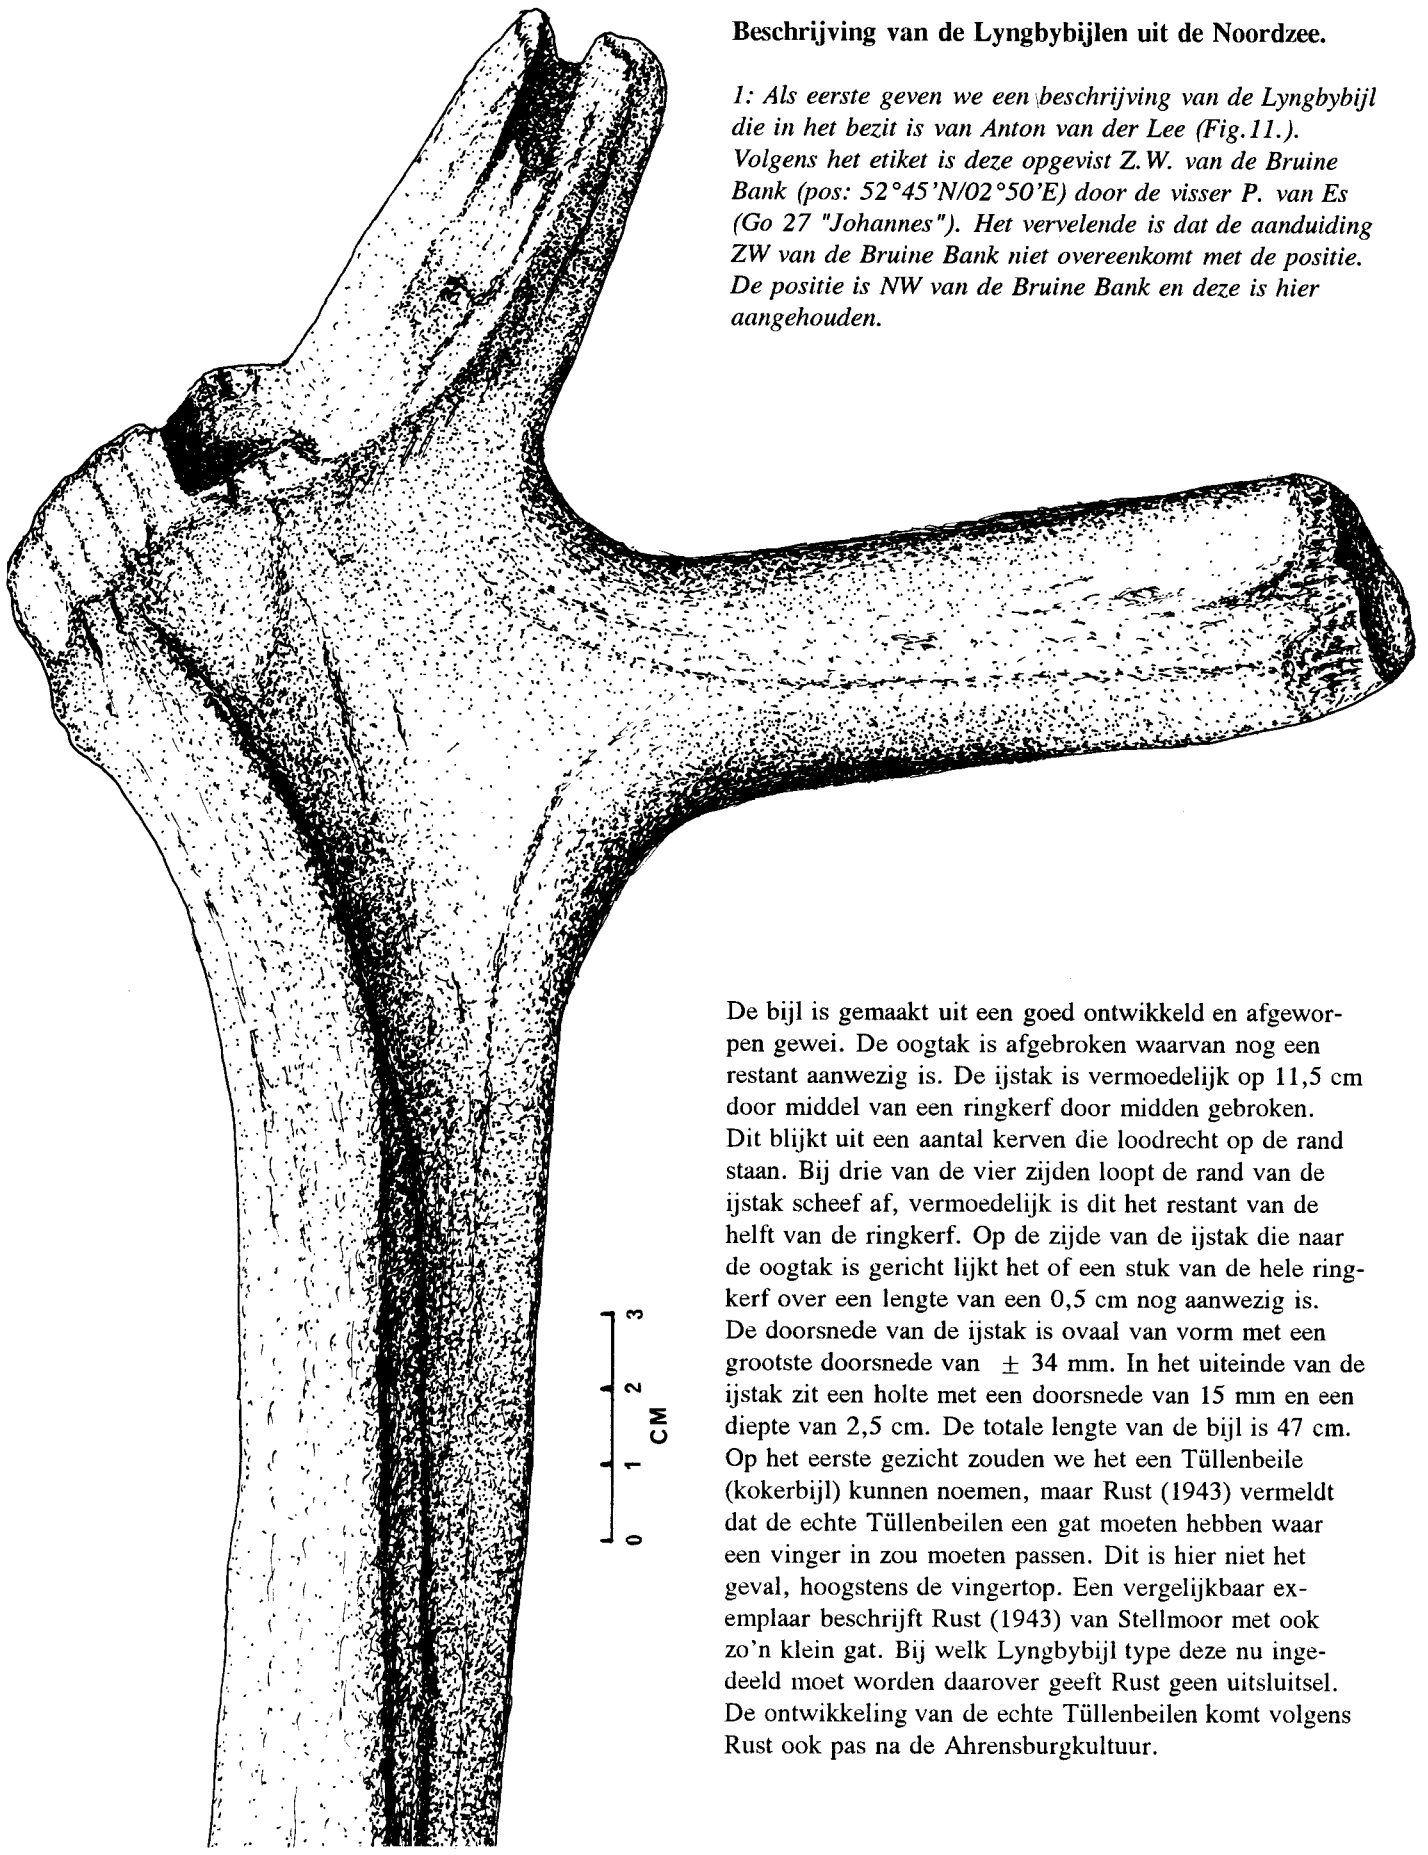 Beschrijving van de Lyngbybijlen uit de Noordzee.
1: Als eerste geven we een beschrijving van de Lyngbybijl
die in het bezit is van Anton van der Lee (Fig.11.).
Volgens het etiket is deze opgevist Z.W. van de Bruine
Bank (pos: 52°45'N/02°50'E) door de visser P. van Es
(Go 27 "Johannes"). Het vervelende is dat de aanduiding
ZW van de Bruine Bank niet overeenkomt met de positie.
De positie is NW van de Bruine Bank en deze is hier
aangehouden.
De bijl is gemaakt uit een goed ontwikkeld en afgewor-
pen gewei. De oogtak is afgebroken waarvan nog een
restant aanwezig is. De ijstak is vermoedelijk op 11,5 cm
door middel van een ringkerf door midden gebroken.
Dit blijkt uit een aantal kerven die loodrecht op de rand
staan. Bij drie van de vier zijden loopt de rand van de
ijstak scheef af, vermoedelijk is dit het restant van de
helft van de ringkerf. Op de zijde van de ijstak die naar
de oogtak is gericht lijkt het of een stuk van de hele ring-
kerf over een lengte van een 0,5 cm nog aanwezig is.
De doorsnede van de ijstak is ovaal van vorm met een
grootste doorsnede van ± 34 mm. In het uiteinde van de
ijstak zit een holte met een doorsnede van 15 mm en een
diepte van 2,5 cm. De totale lengte van de bijl is 47 cm.
Op het eerste gezicht zouden we het een Tüllenbeile
(kokerbijl) kunnen noemen, maar Rust (1943) vermeldt
dat de echte Tüllenbeilen een gat moeten hebben waar
een vinger in zou moeten passen. Dit is hier niet het
geval, hoogstens de vingertop. Een vergelijkbaar ex-
emplaar beschrijft Rust (1943) van Stellmoor met ook
zo'n klein gat. Bij welk Lyngbybijl type deze nu inge-
deeld moet worden daarover geeft Rust geen uitsluitsel.
De ontwikkeling van de echte Tüllenbeilen komt volgens
Rust ook pas na de Ahrensburgkultuur.
0 1 2 3
CM